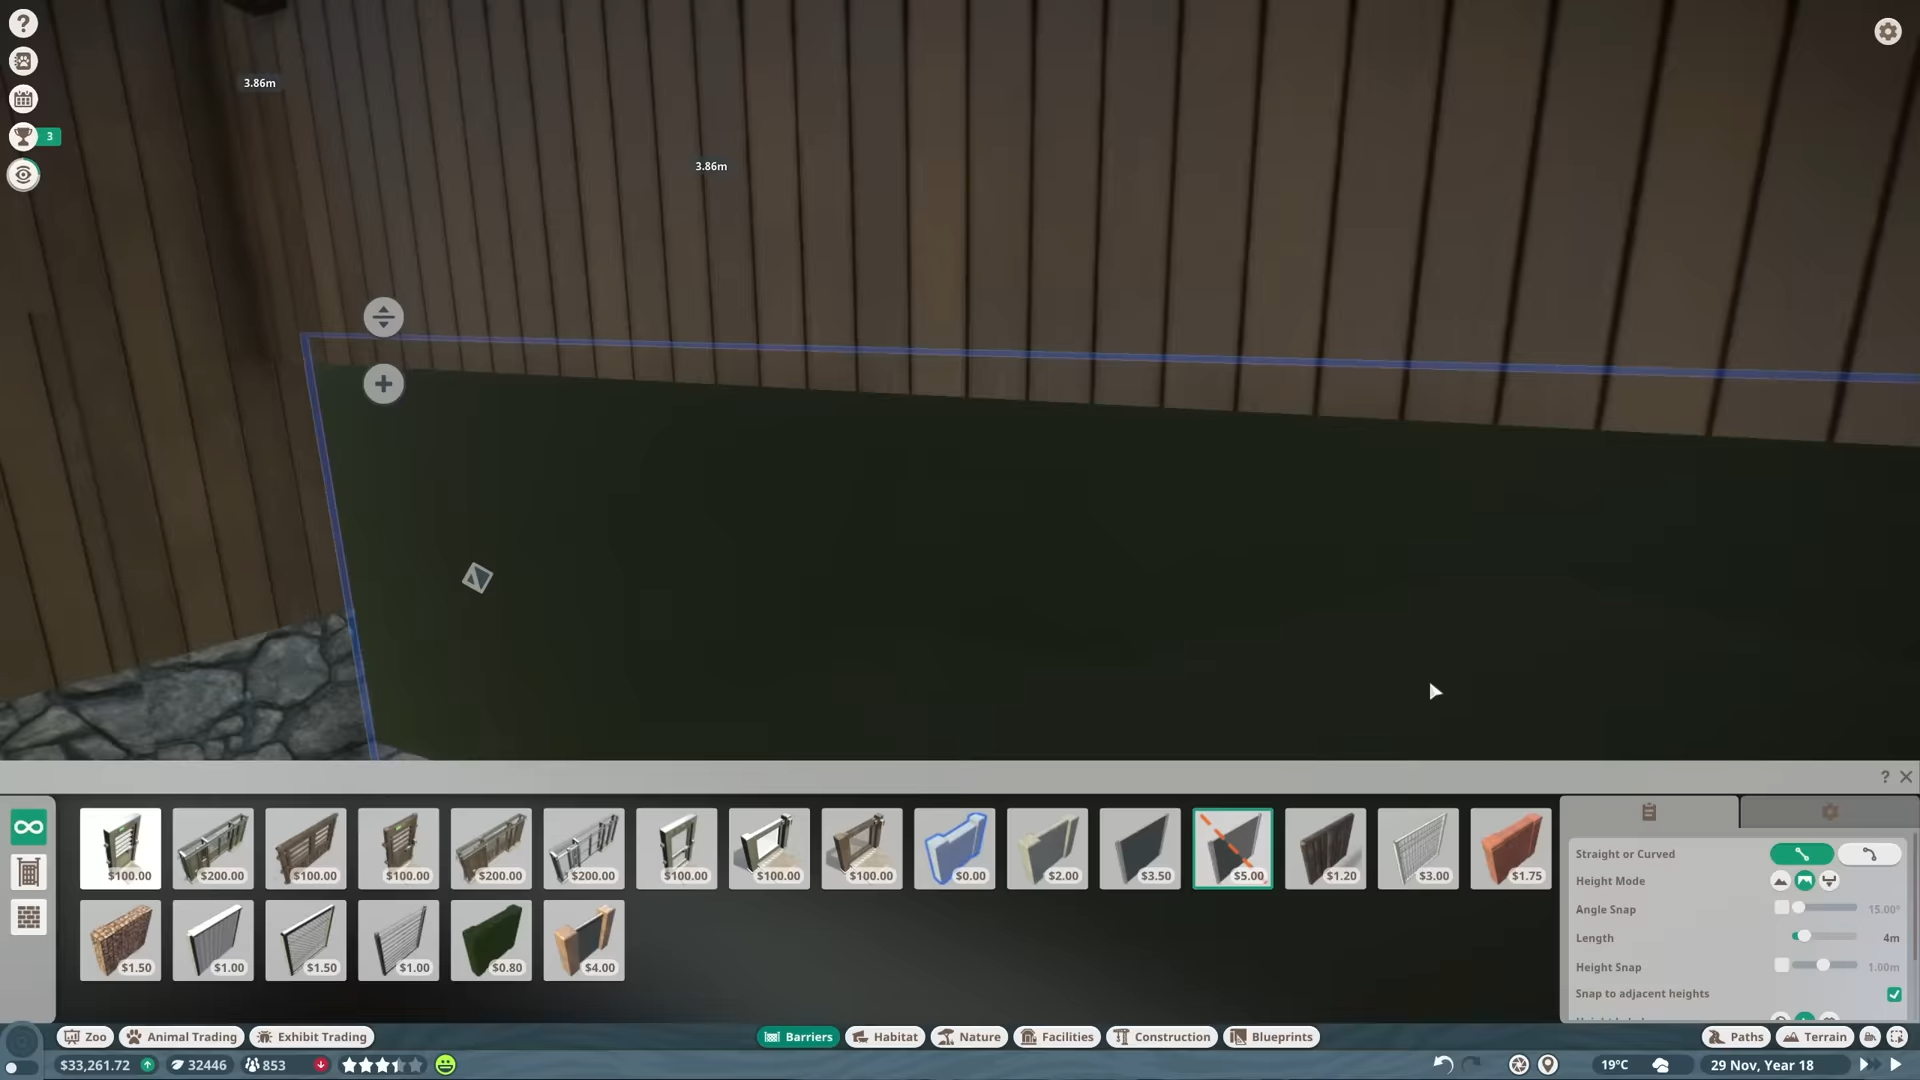 3
3.86m
3.86m
?
$100.00
$200.00
$100.00
$100.00
$200.00
$200.00
$100.00
$100.00
$100.00
$0.00
$2.00
$3.50
$5.00
$1.20
$3.00
$1.75
$1.50
$1.00
$1.50
$1.00
$0.80
$4.00
Straight or Curved
Height Mode
Angle Snap 15.00°
Length 4m
Height Snap 1.00m
Snap to adjacent heights
Zoo Animal Trading Exhibit Trading Barriers Habitat Nature Facilities Construction Blueprints Paths Terrain
$33,261.72 32446 853 19°C 29 Nov, Year 18